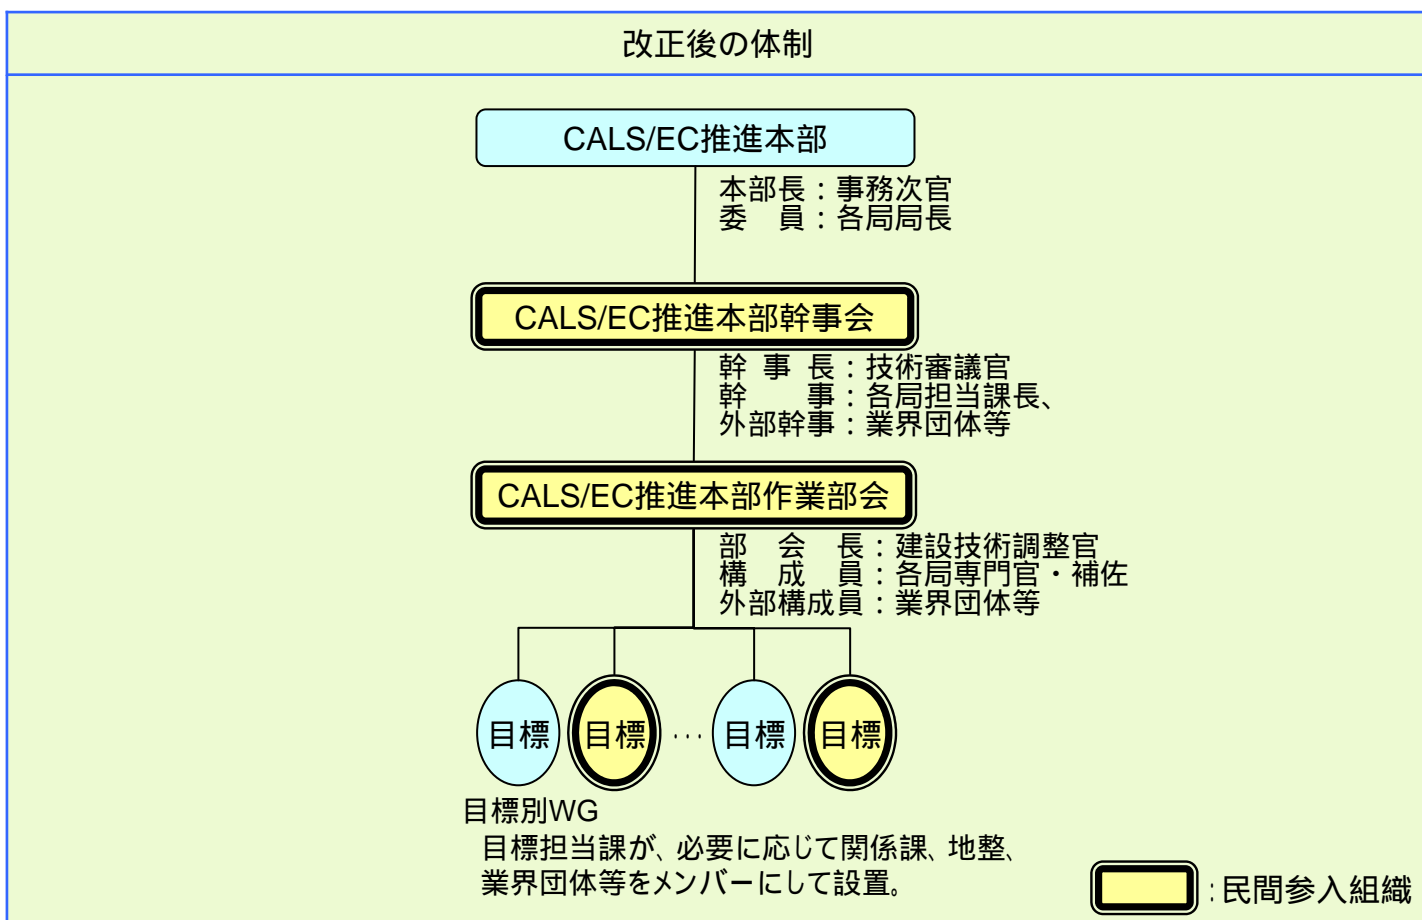 改正後の体制
CALS/EC推進本部
本部長：事務次官
委　員：各局局長
CALS/EC推進本部幹事会
幹 事 長：技術審議官
幹　　事：各局担当課長、
外部幹事：業界団体等
CALS/EC推進本部作業部会
部　会　長：建設技術調整官
構　成　員：各局専門官・補佐
外部構成員：業界団体等
目標 目標 … 目標 目標
目標別WG
目標担当課が、必要に応じて関係課、地整、
業界団体等をメンバーにして設置。
：民間参入組織